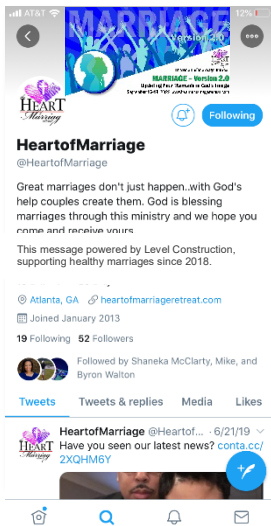 AT&T 12%
MARRIAGE
Version 2.0
MARRIAGE - Version 2.0
HEART
of
Marriage
Following
HeartofMarriage
@HeartofMarriage
Great marriages don't just happen..with God's
help couples create them. God is blessing
marriages through this ministry and we hope you
come and receive yours
This message powered by Level Construction,
supporting healthy marriages since 2018.
Atlanta, GA heartofmarriageretreat.com
Joined January 2013
19 Following 52 Followers
Followed by Shaneka McClarty, Mike, and
Byron Walton
Tweets Tweets & replies Media Likes
HEART
of
Marriage
HeartofMarriage @Heartof... · 6/21/19
Have you seen our latest news? conta.cc/
2XQHM6Y